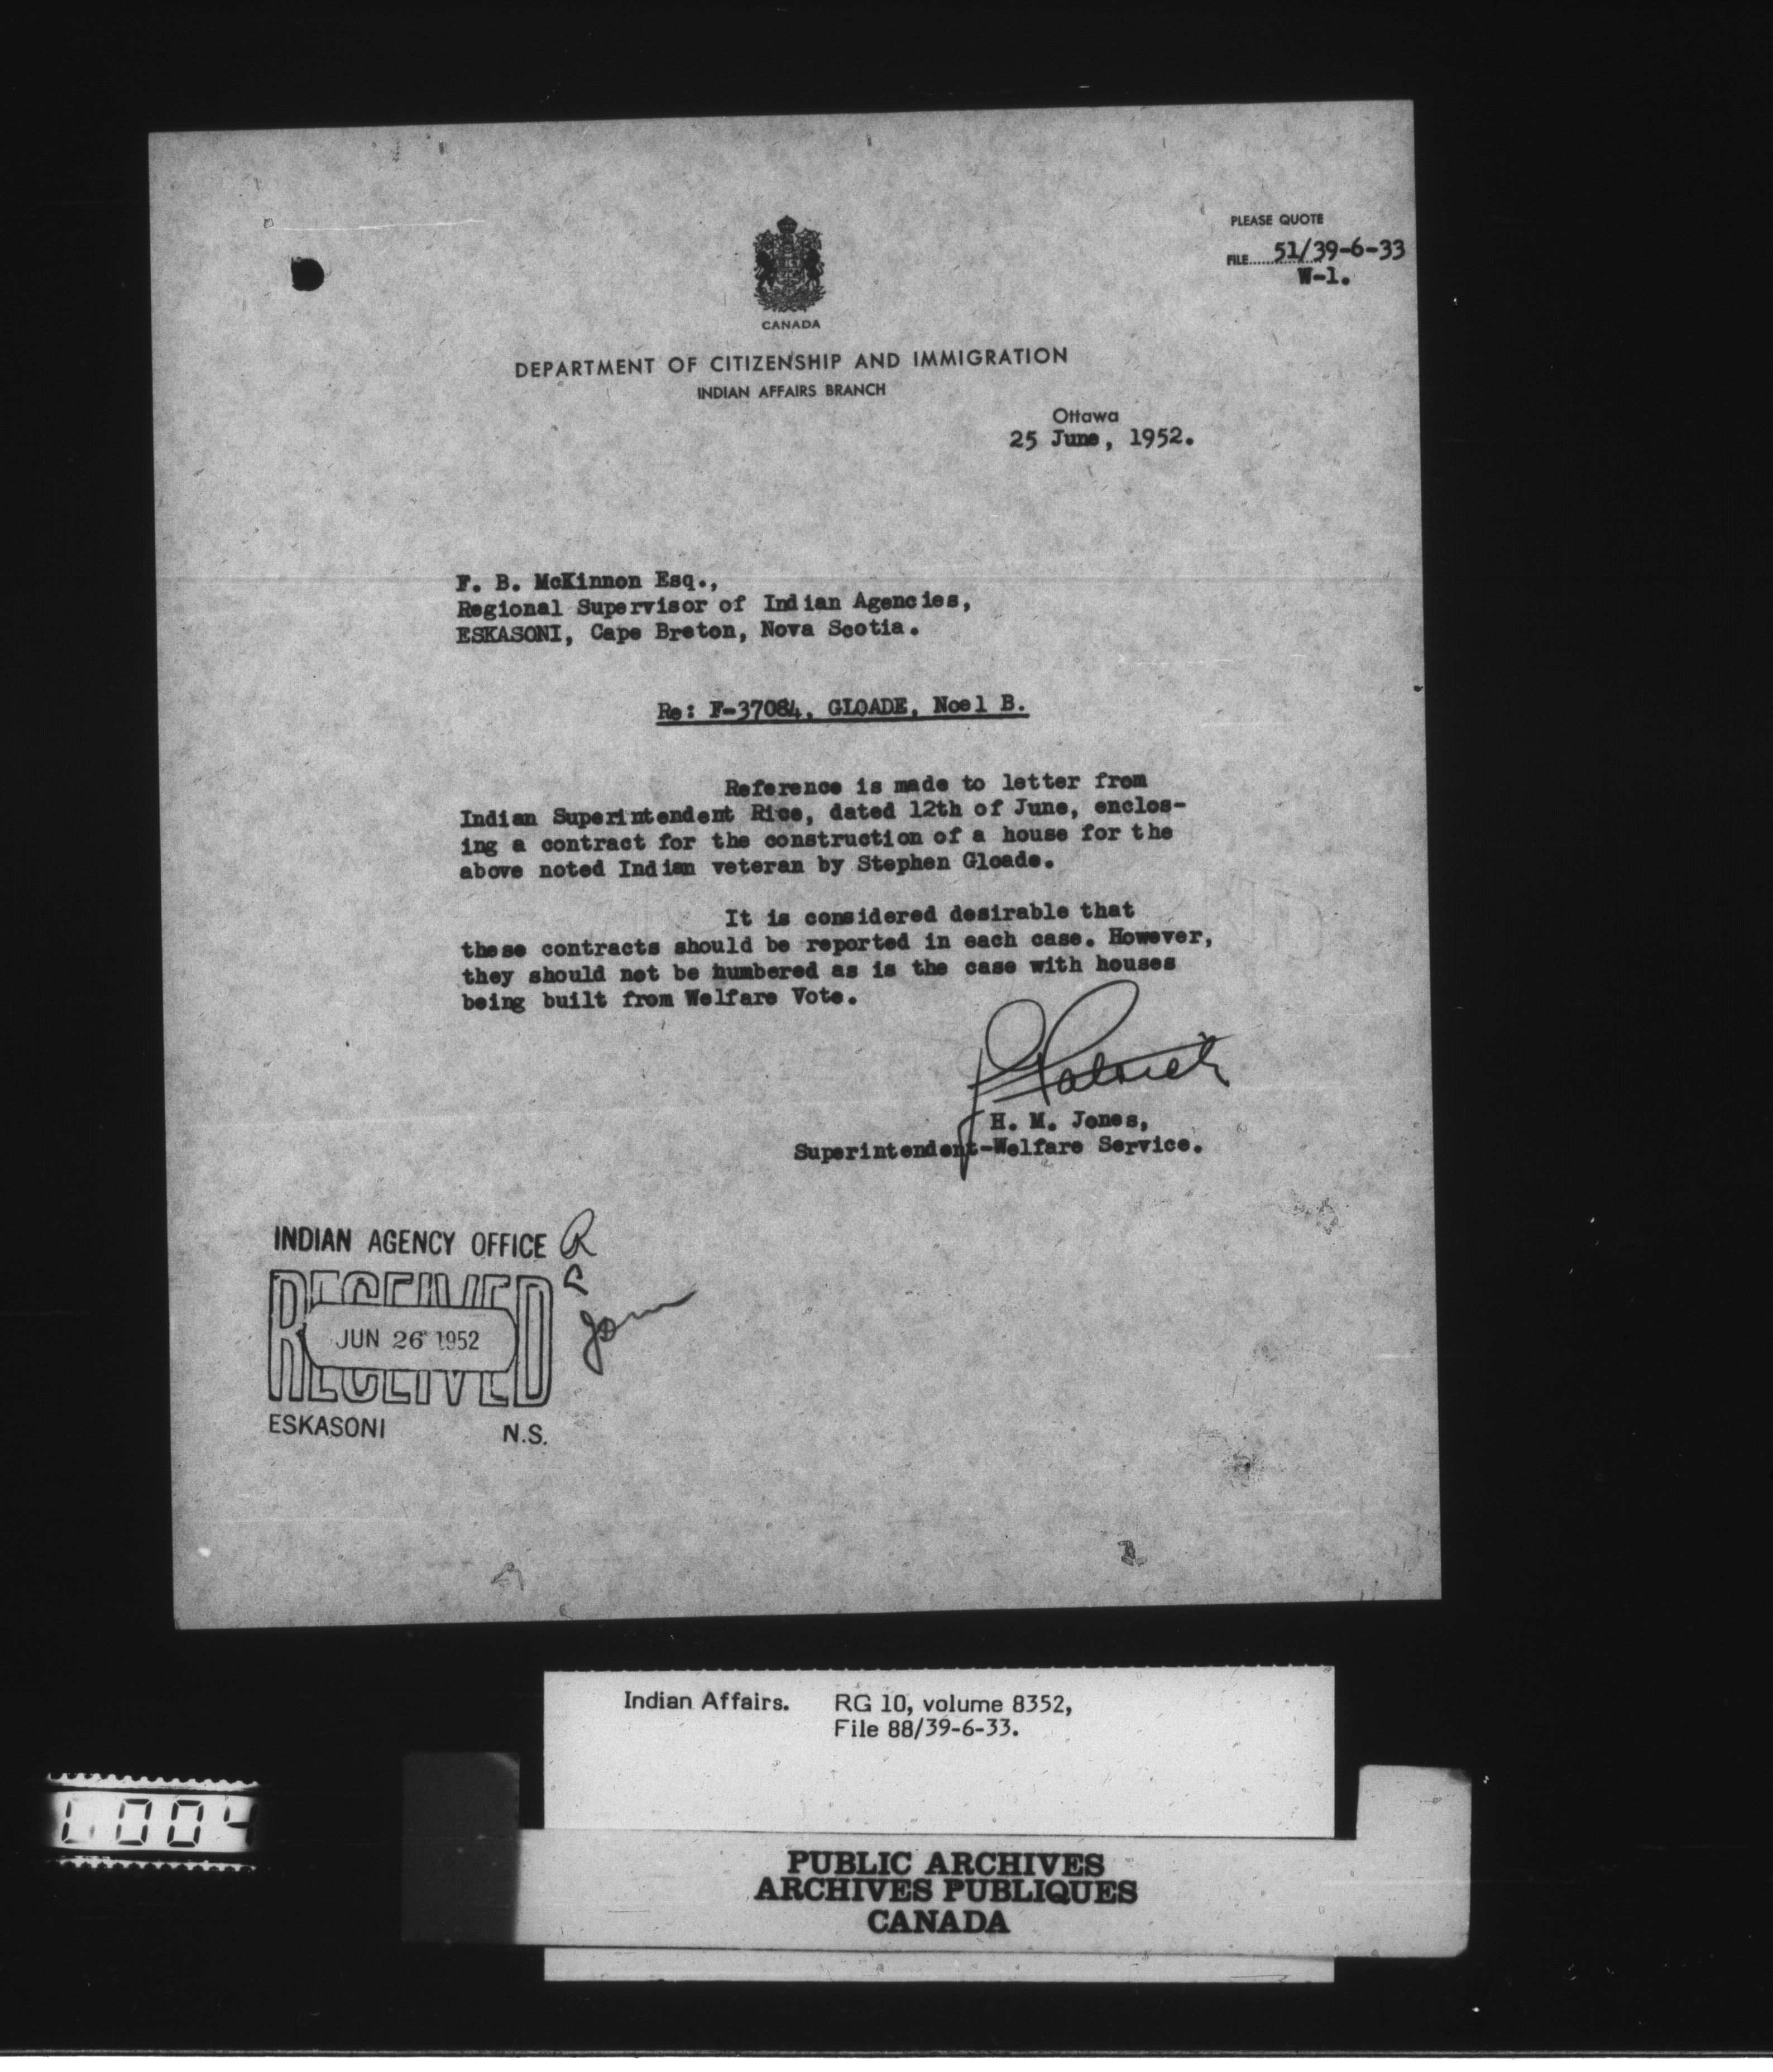 PLEASE QUOTE
FILE 51/39-6-33
W-1.
CANADA
DEPARTMENT OF CITIZENSHIP AND IMMIGRATION
INDIAN AFFAIRS BRANCH
Ottawa
25 June, 1952.
F. B. McKinnon Esq.,
Regional Supervisor of Indian Agencies,
ESKASONI, Cape Breton, Nova Scotia.
Re: F-37084, GLOADE, Noel B.
Reference is made to letter from
Indian Superintendent Rice, dated 12th of June, enclos-
ing a contract for the construction of a house for the
above noted Indian veteran by Stephen Gloade.
It is considered desirable that
these contracts should be reported in each case. However,
they should not be numbered as is the case with houses
being built from Welfare Vote.
H. M. Jones,
Superintendent-Welfare Service.
INDIAN AGENCY OFFICE
RECEIVED
JUN 26 1952
ESKASONI N.S.
Indian Affairs. RG 10, volume 8352,
File 88/39-6-33.
PUBLIC ARCHIVES
ARCHIVES PUBLIQUES
CANADA